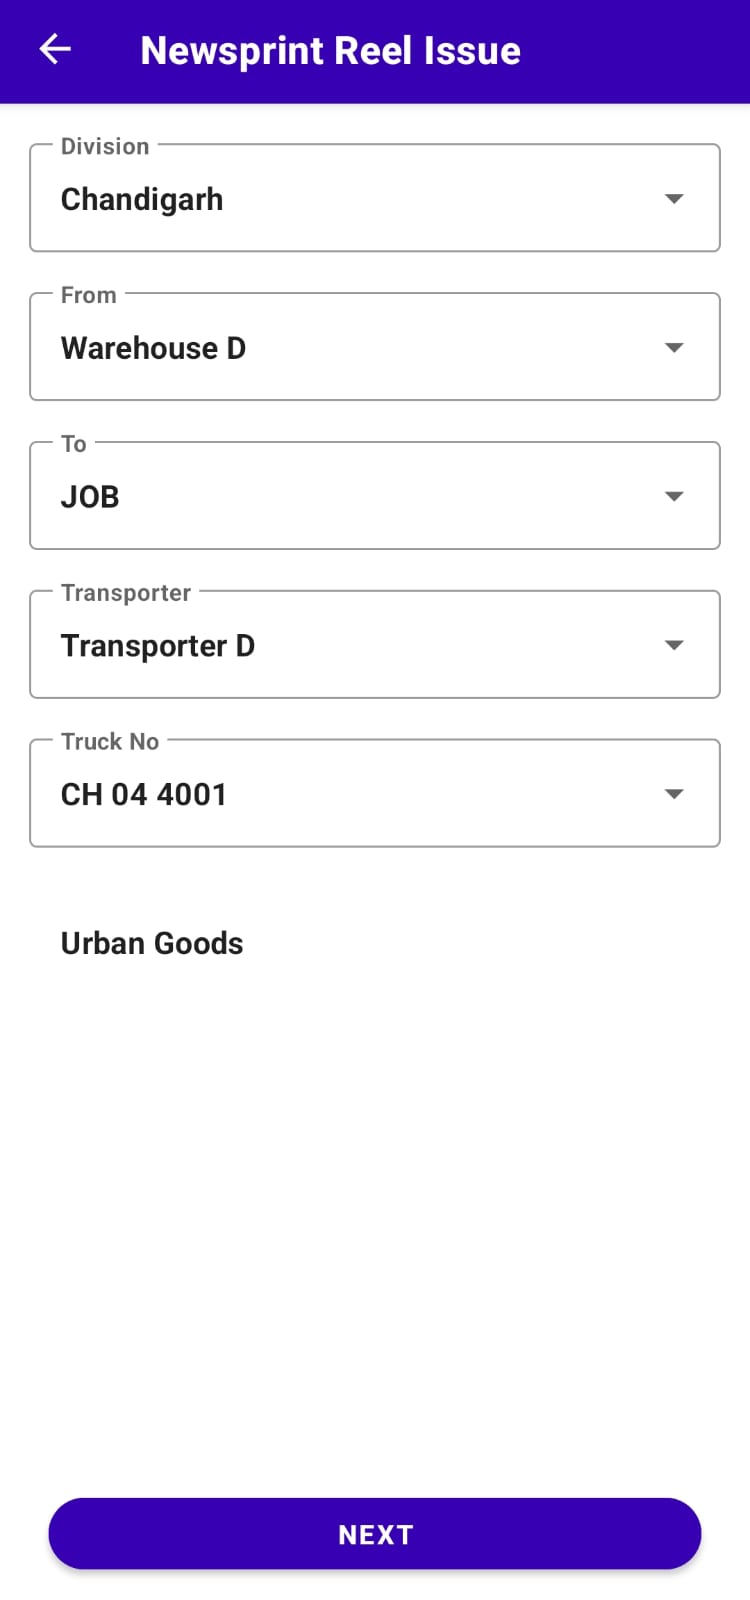 Newsprint Reel Issue
Division
Chandigarh
From
Warehouse D
To
JOB
Transporter
Transporter D
Truck No
CH 04 4001
Urban Goods
NEXT